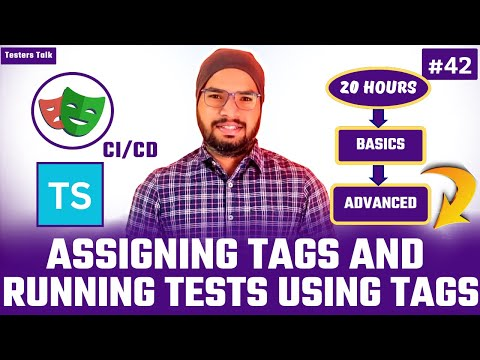 Testers Talk
#42
CI/CD
TS
20 HOURS
BASICS
ADVANCED
ASSIGNING TAGS AND
RUNNING TESTS USING TAGS